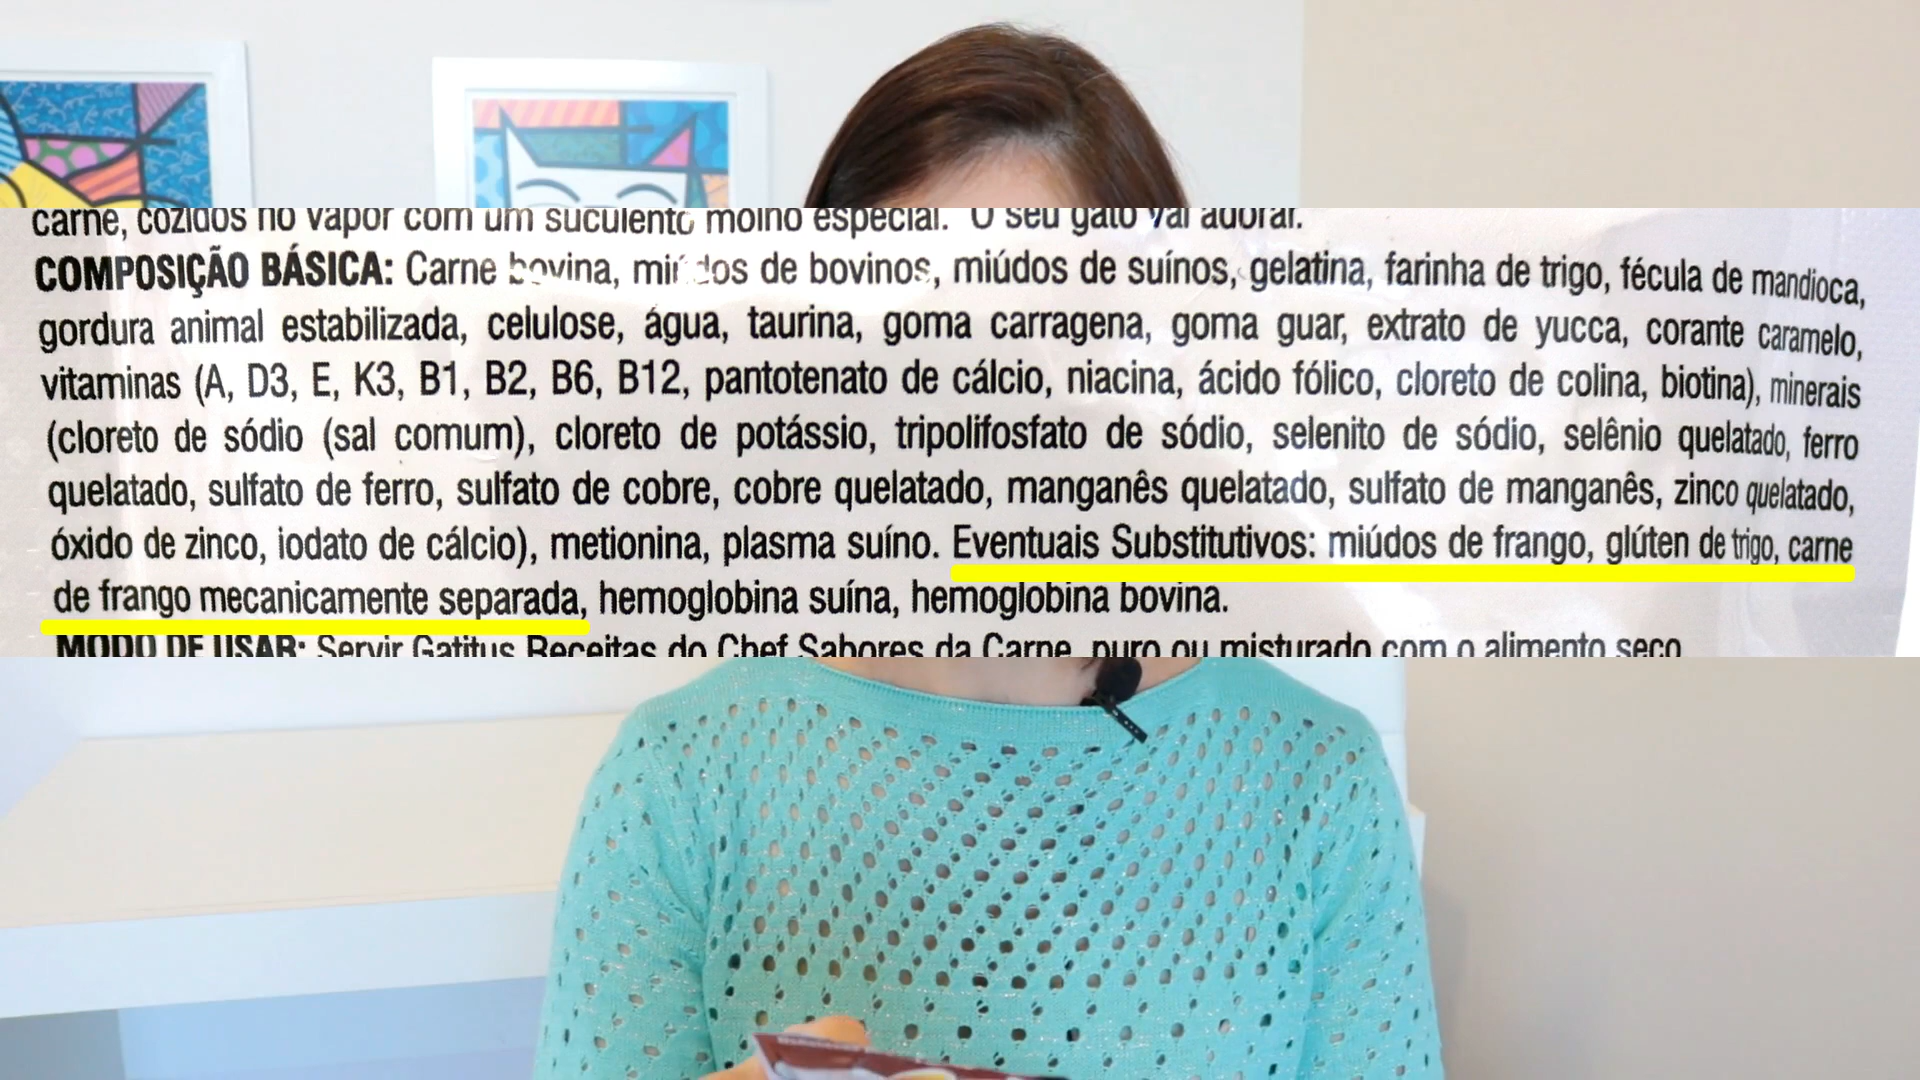 carne, cozidos no vapor com um suculento molho especial. O seu gato vai adorar.
COMPOSIÇÃO BÁSICA: Carne bovina, miúdos de bovinos, miúdos de suínos, gelatina, farinha de trigo, fécula de mandioca,
gordura animal estabilizada, celulose, água, taurina, goma carragena, goma guar, extrato de yucca, corante caramelo,
vitaminas (A, D3, E, K3, B1, B2, B6, B12, pantotenato de cálcio, niacina, ácido fólico, cloreto de colina, biotina), minerais
(cloreto de sódio (sal comum), cloreto de potássio, tripolifosfato de sódio, selenito de sódio, selênio quelatado, ferro
quelatado, sulfato de ferro, sulfato de cobre, cobre quelatado, manganês quelatado, sulfato de manganês, zinco quelatado,
óxido de zinco, iodato de cálcio), metionina, plasma suíno. Eventuais Substitutivos: miúdos de frango, glúten de trigo, carne
de frango mecanicamente separada, hemoglobina suína, hemoglobina bovina.
MODO DE USAR: Servir Gatitus Receitas do Chef Sabores da Carne, puro ou misturado com o alimento seco